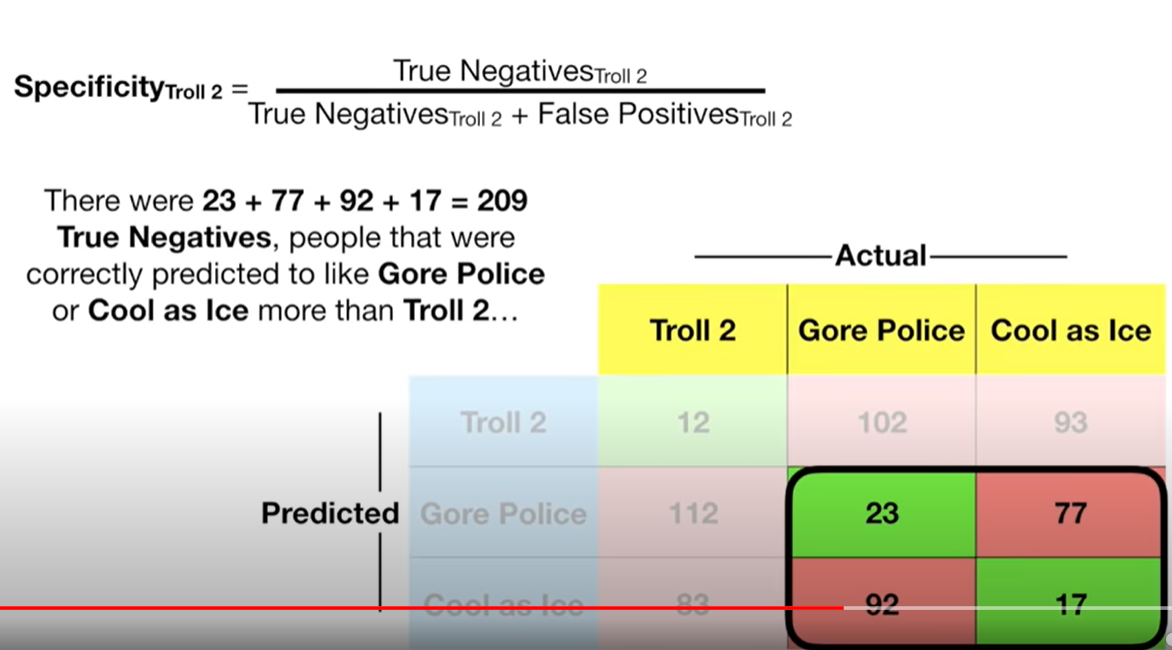 True NegativesTroll 2
SpecificityTroll 2 =
True NegativesTroll 2 + False PositivesTroll 2
There were 23 + 77 + 92 + 17 = 209
True Negatives, people that were
correctly predicted to like Gore Police
or Cool as Ice more than Troll 2...
Actual
Troll 2 Gore Police Cool as Ice
Troll 2 12 102 93
Predicted Gore Police 112 23 77
Cool as Ice 83 92 17